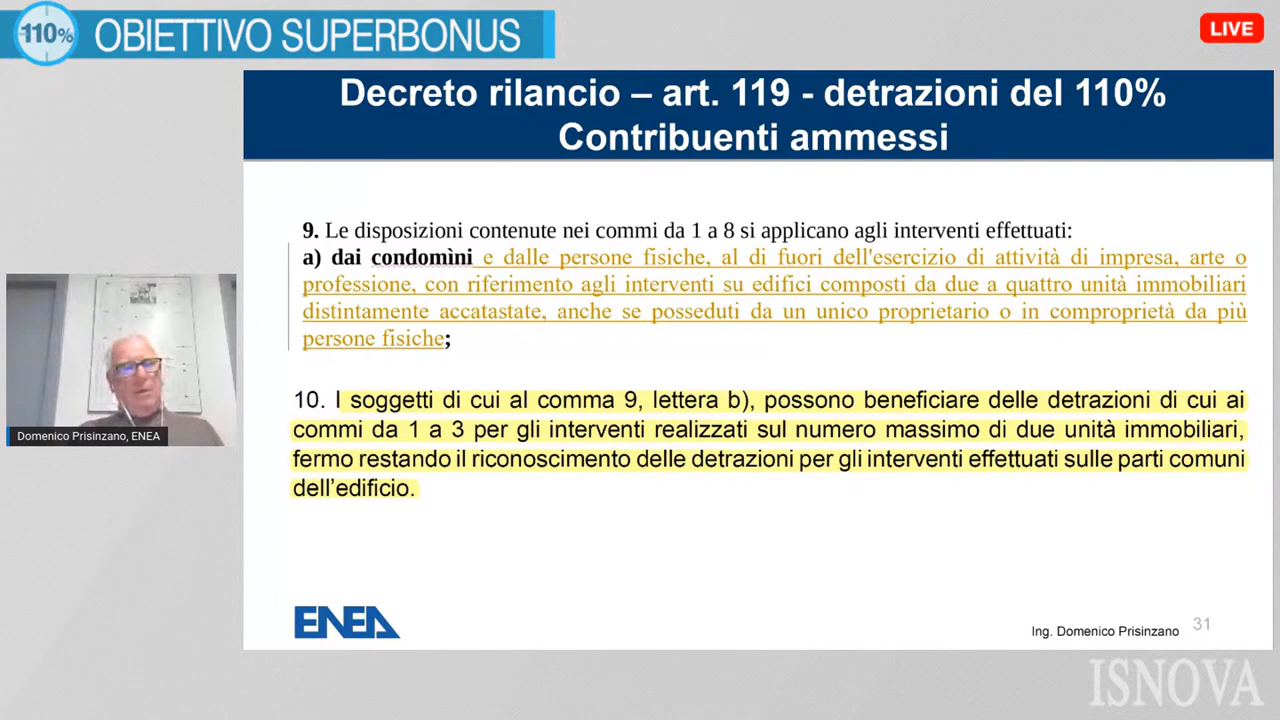 110%
OBIETTIVO SUPERBONUS
LIVE
Decreto rilancio – art. 119 - detrazioni del 110%
Contribuenti ammessi
9. Le disposizioni contenute nei commi da 1 a 8 si applicano agli interventi effettuati:
a) dai condomìni e dalle persone fisiche, al di fuori dell'esercizio di attività di impresa, arte o
professione, con riferimento agli interventi su edifici composti da due a quattro unità immobiliari
distintamente accatastate, anche se posseduti da un unico proprietario o in comproprietà da più
persone fisiche;
10. I soggetti di cui al comma 9, lettera b), possono beneficiare delle detrazioni di cui ai
commi da 1 a 3 per gli interventi realizzati sul numero massimo di due unità immobiliari,
fermo restando il riconoscimento delle detrazioni per gli interventi effettuati sulle parti comuni
dell'edificio.
Domenico Prisinzano, ENEA
ENEA
Ing. Domenico Prisinzano
31
ISNOVA